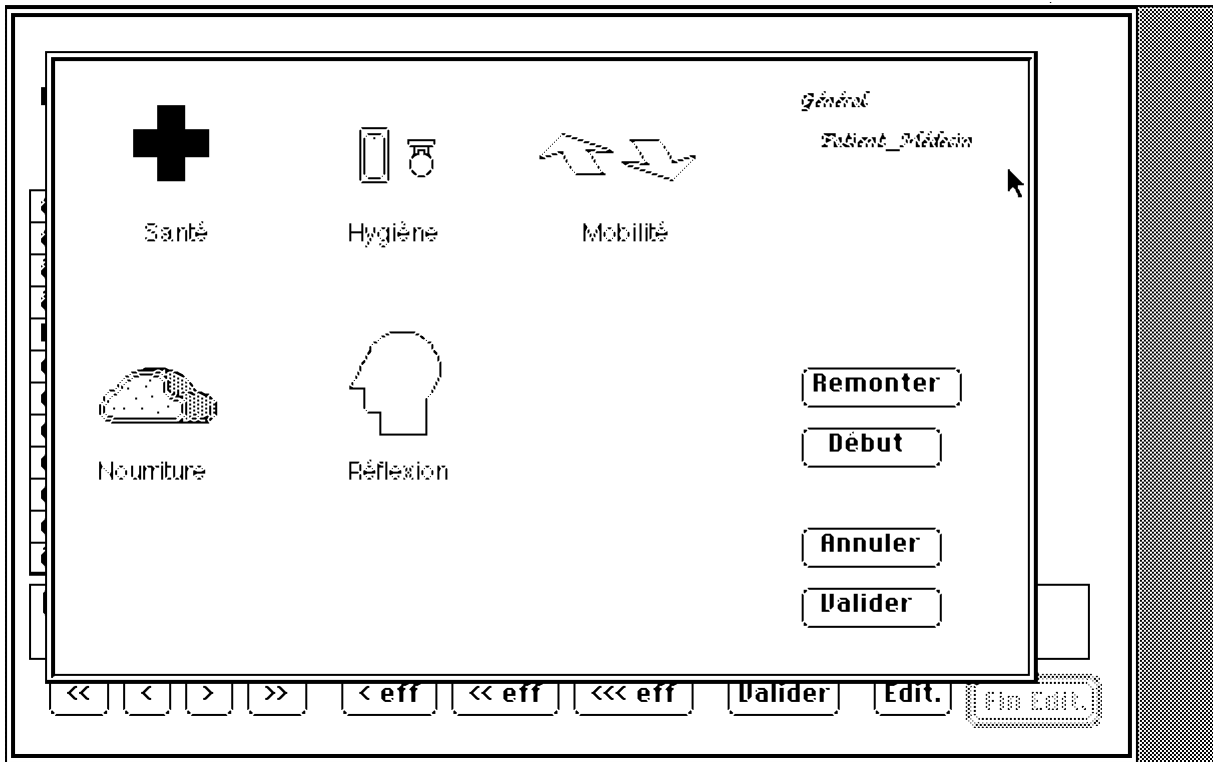 Général
Patient_Médecin
Santé
Hygiène
Mobilité
Nourriture
Réflexion
Remonter
Début
Annuler
Valider
<< < > >> < eff << eff <<< eff Valider Edit. Fin Edit.